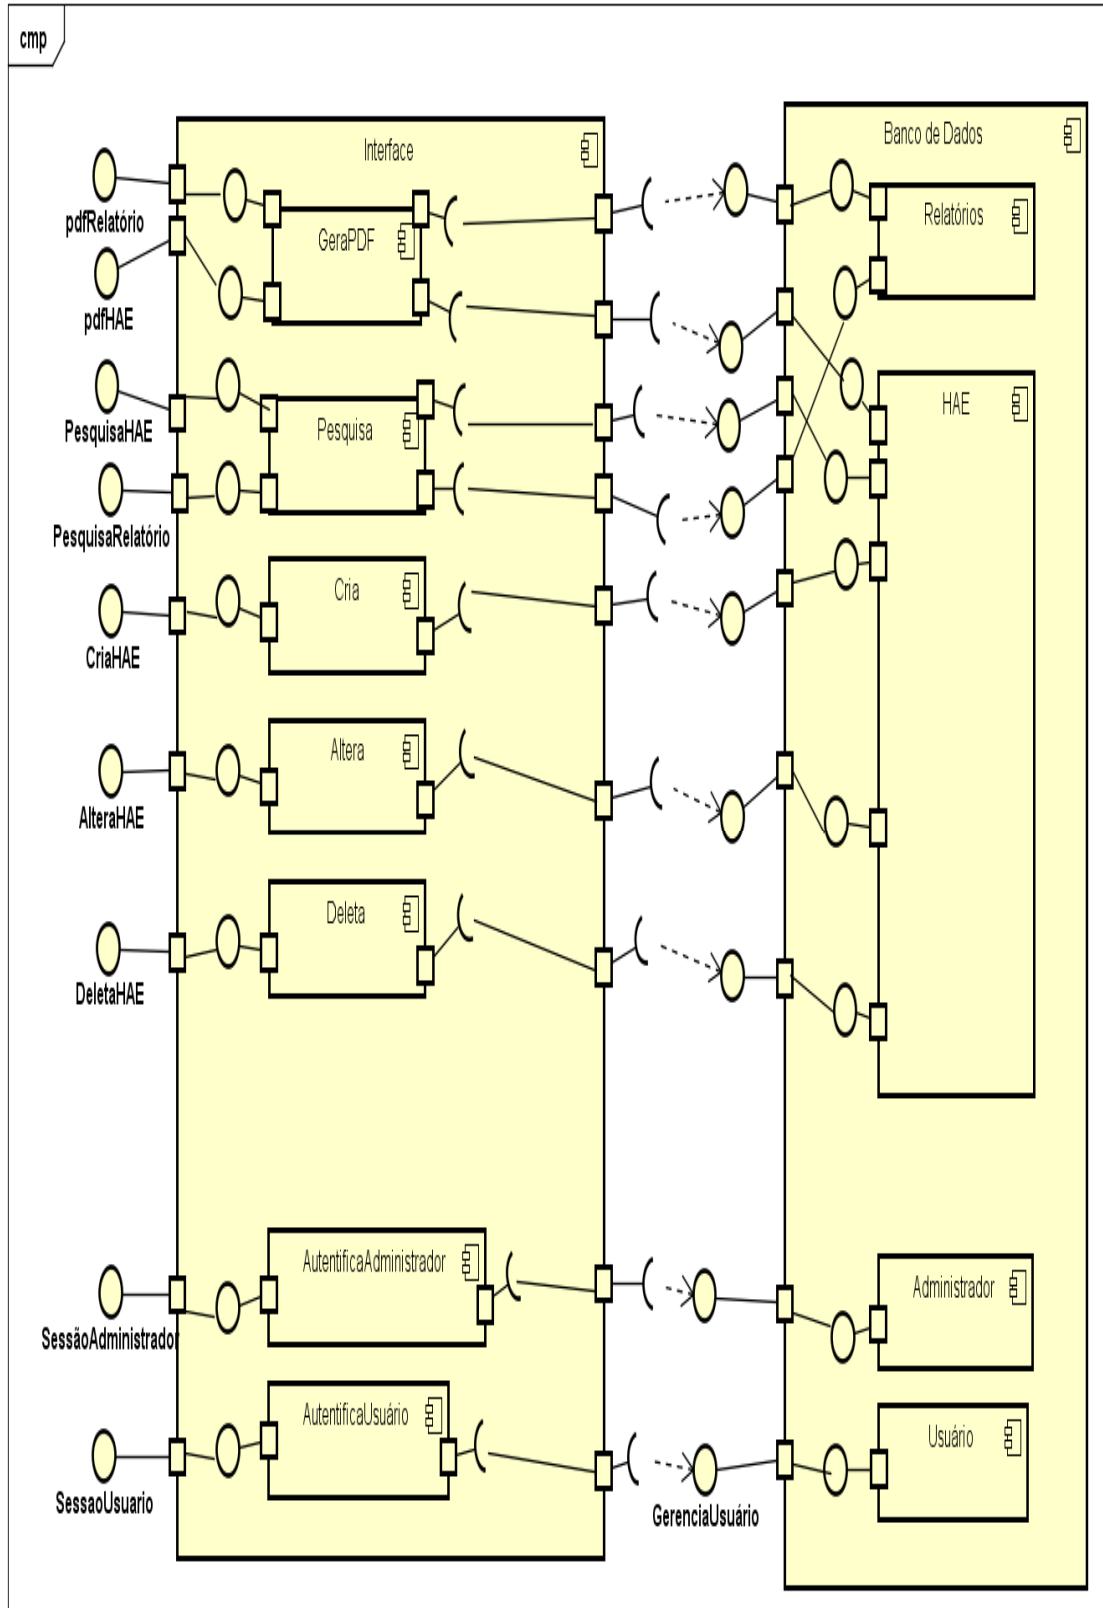 cmp
Interface
Banco de Dados
pdfRelatório
GeraPDF
Relatórios
pdfHAE
PesquisaHAE
Pesquisa
HAE
PesquisaRelatório
Cria
CriaHAE
Altera
AlteraHAE
Deleta
DeletaHAE
AutentificaAdministrador
Administrador
SessãoAdministrador
AutentificaUsuário
Usuário
SessaoUsuario
GerenciaUsuário